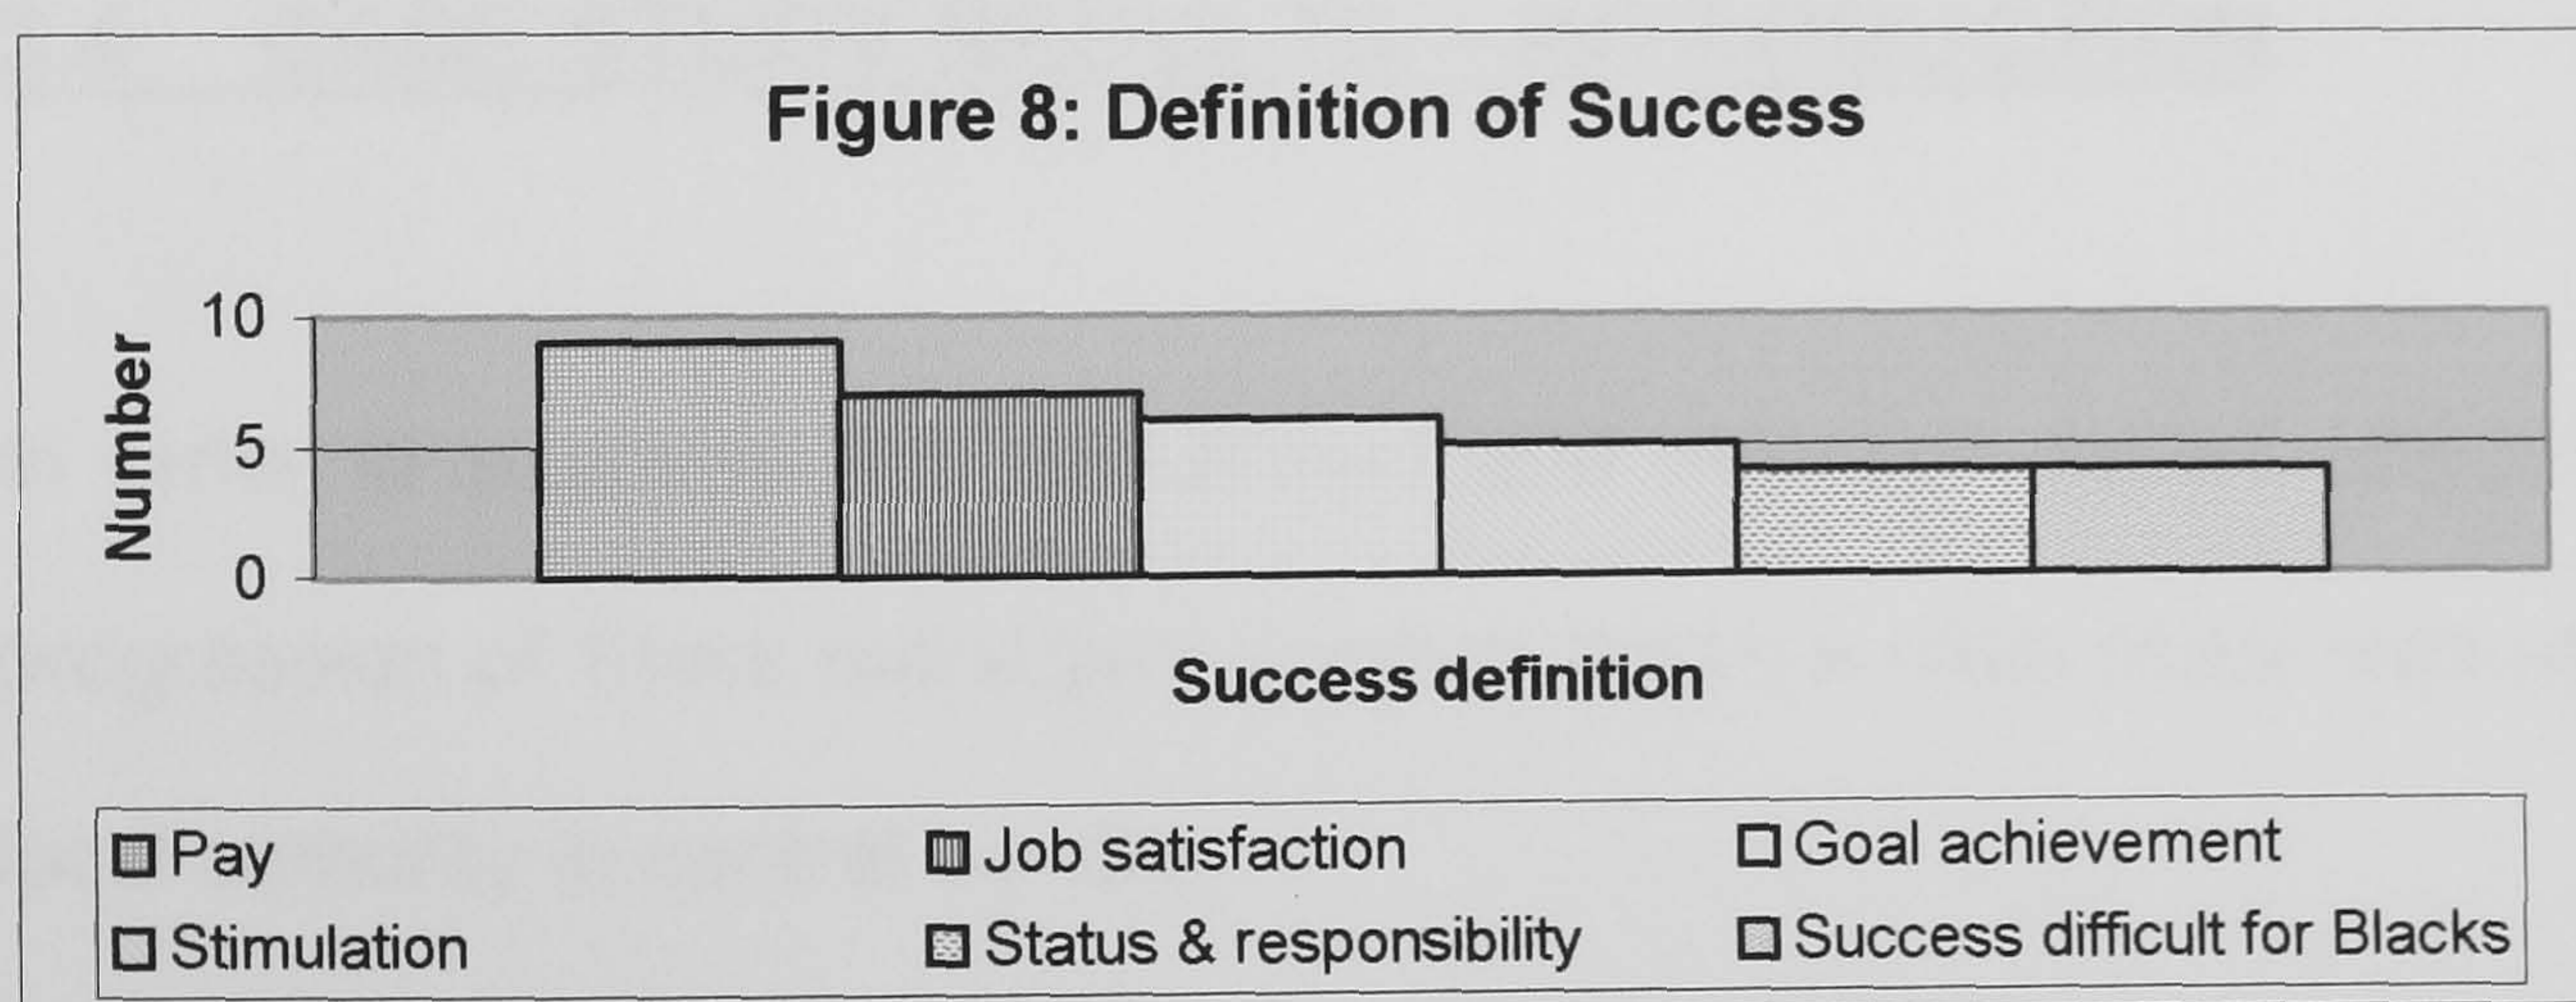 Figure 8: Definition of Success
10
5
0
Number
Success definition
Pay
Job satisfaction
Goal achievement
Stimulation
Status & responsibility
Success difficult for Blacks